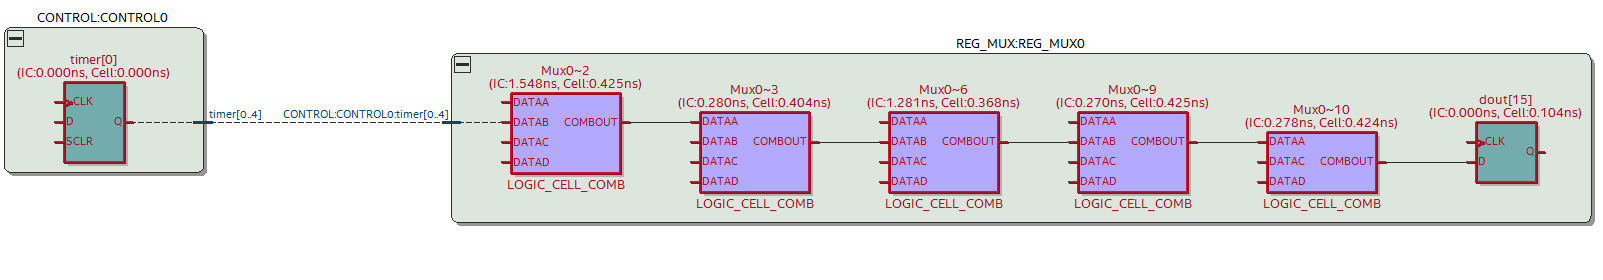 CONTROL:CONTROL0
timer[0]
(IC:0.000ns, Cell:0.000ns)
CLK
D
SCLR
Q
timer[0..4]
CONTROL:CONTROL0:timer[0..4]
REG_MUX:REG_MUX0
Mux0~2
(IC:1.548ns, Cell:0.425ns)
DATAA
DATAB
DATAC
DATAD
COMBOUT
LOGIC_CELL_COMB
Mux0~3
(IC:0.280ns, Cell:0.404ns)
DATAA
DATAB
DATAC
DATAD
COMBOUT
LOGIC_CELL_COMB
Mux0~6
(IC:1.281ns, Cell:0.368ns)
DATAA
DATAB
DATAC
DATAD
COMBOUT
LOGIC_CELL_COMB
Mux0~9
(IC:0.270ns, Cell:0.425ns)
DATAA
DATAB
DATAC
DATAD
COMBOUT
LOGIC_CELL_COMB
Mux0~10
(IC:0.278ns, Cell:0.424ns)
DATAA
DATAC
DATAD
COMBOUT
LOGIC_CELL_COMB
dout[15]
(IC:0.000ns, Cell:0.104ns)
CLK
D
Q